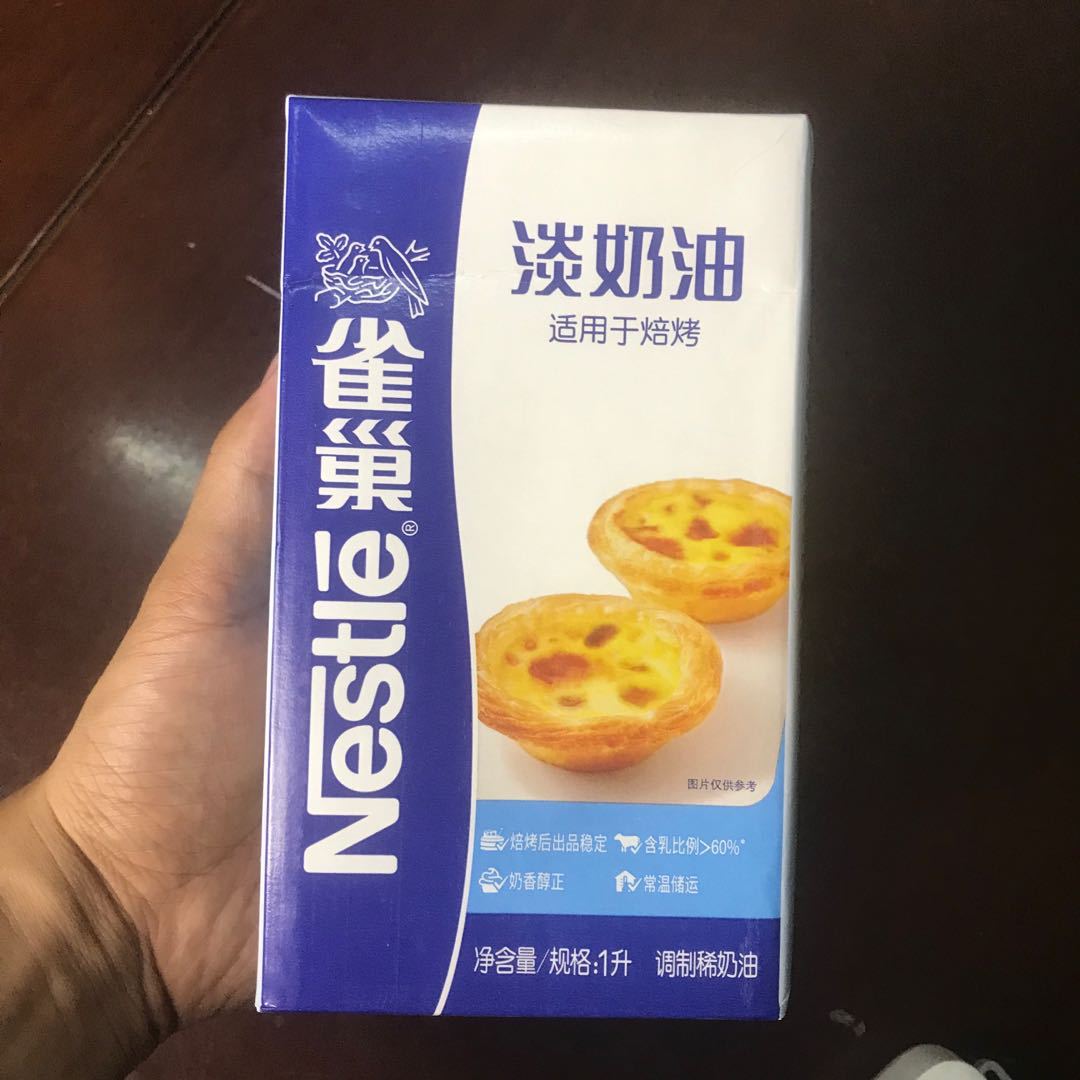 雀巢
Nestlé®
淡奶油
适用于焙烤
图片仅供参考
焙烤后出品稳定 含乳比例>60%*
奶香醇正 常温储运
净含量/规格:1升 调制稀奶油